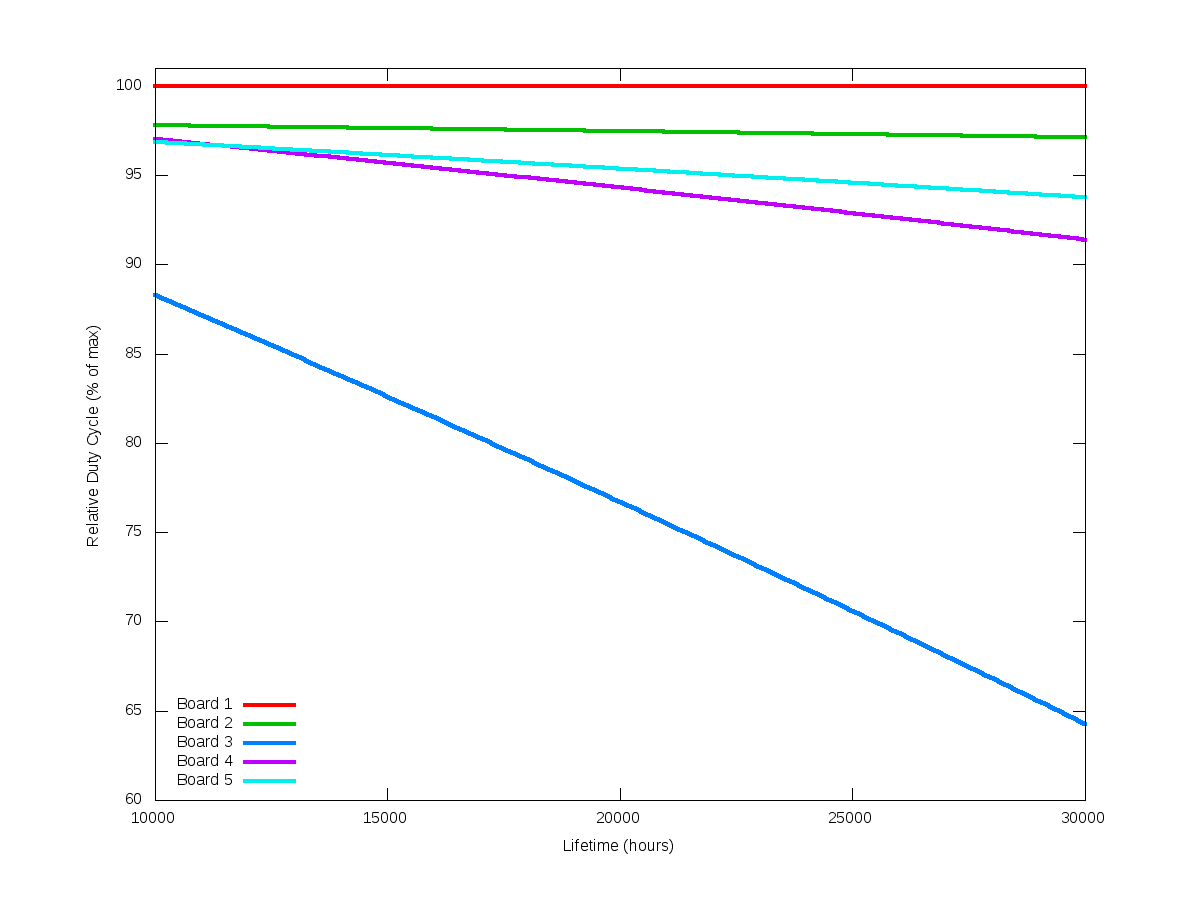 100
95
90
85
80
75
70
65
60
Relative Duty Cycle (% of max)
Board 1
Board 2
Board 3
Board 4
Board 5
10000 15000 20000 25000 30000
Lifetime (hours)